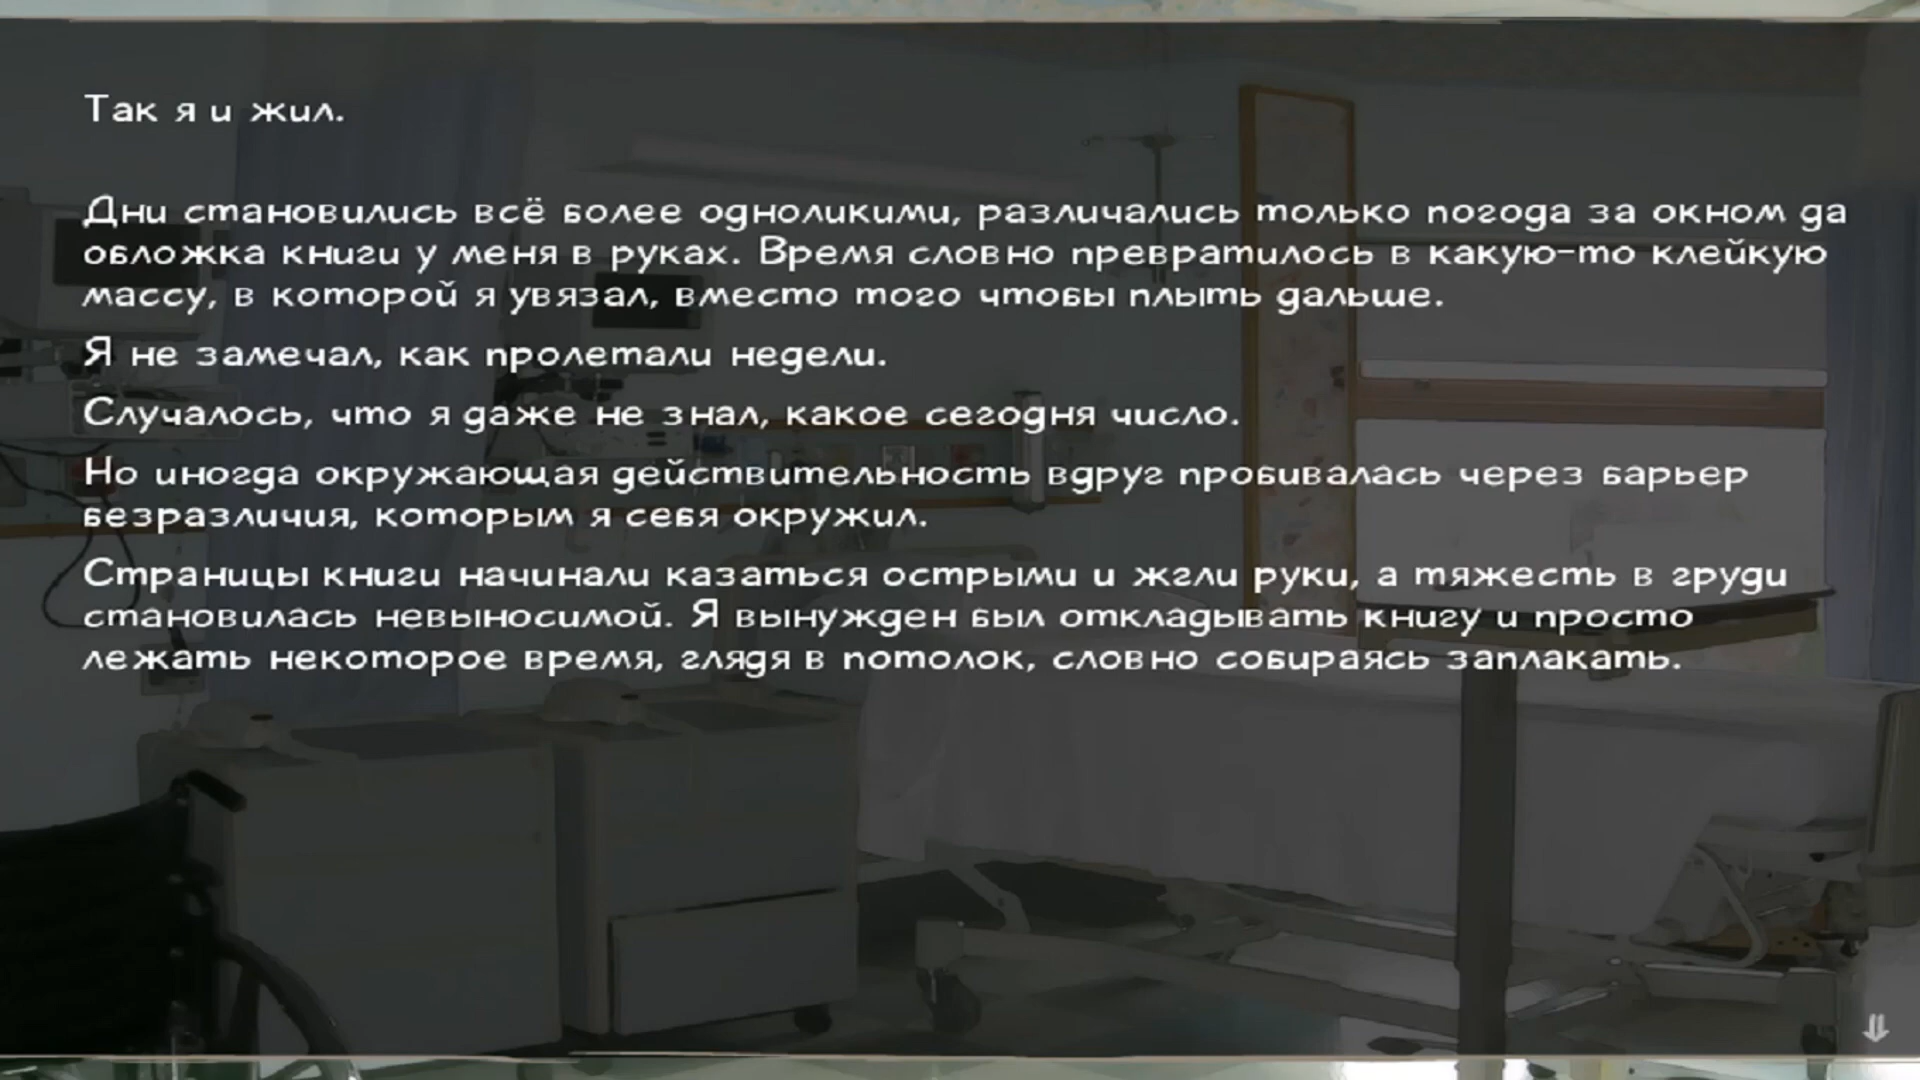 Так я и жил.
Дни становились всё более одноликими, различались только погода за окном да
обложка книги у меня в руках. Время словно превратилось в какую-то клейкую
массу, в которой я увязал, вместо того чтобы плыть дальше.
Я не замечал, как пролетали недели.
Случалось, что я даже не знал, какое сегодня число.
Но иногда окружающая действительность вдруг пробивалась через барьер
безразличия, которым я себя окружил.
Страницы книги начинали казаться острыми и жгли руки, а тяжесть в груди
становилась невыносимой. Я вынужден был откладывать книгу и просто
лежать некоторое время, глядя в потолок, словно собираясь заплакать.